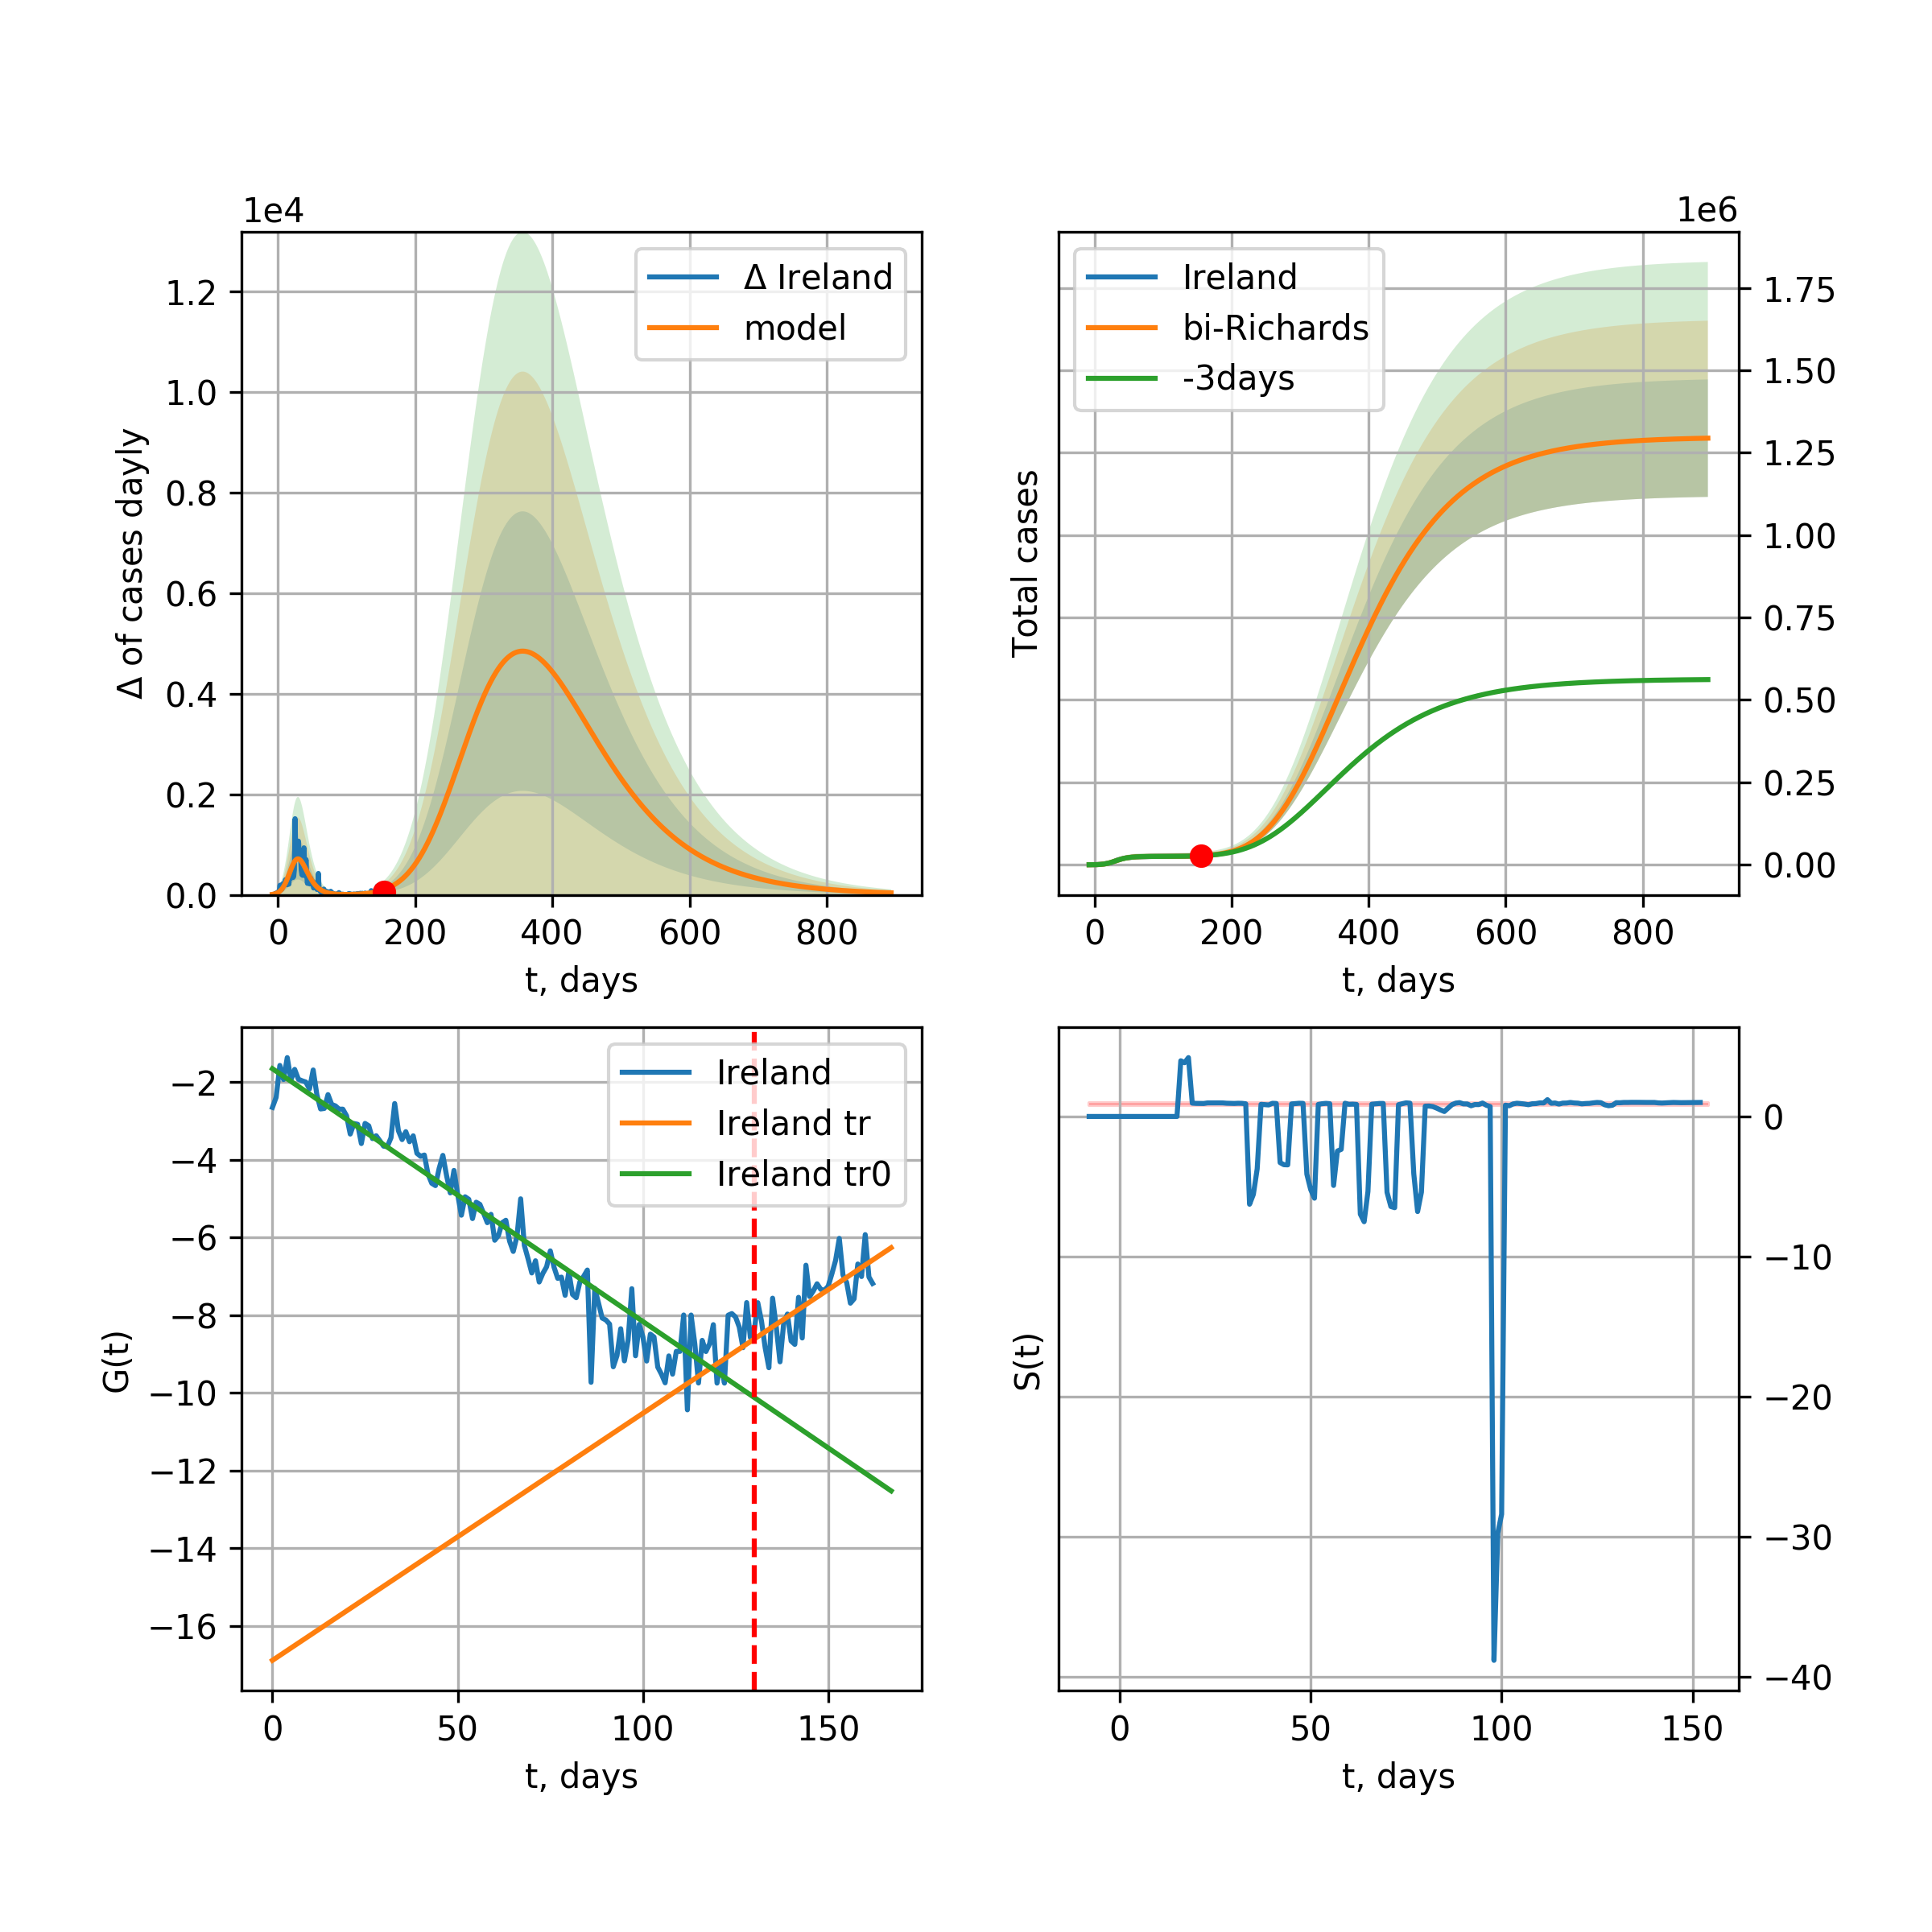 1e4
Δ Ireland
model
1.2
1.0
0.8
0.6
0.4
0.2
0.0
Δ of cases dayly
0 200 400 600 800
t, days
1e6
Ireland
bi-Richards
-3days
1.75
1.50
1.25
1.00
0.75
0.50
0.25
0.00
Total cases
0 200 400 600 800
t, days
Ireland
Ireland tr
Ireland tr0
−2
−4
−6
−8
−10
−12
−14
−16
G(t)
0 50 100 150
t, days
0
−10
−20
−30
−40
S(t)
0 50 100 150
t, days